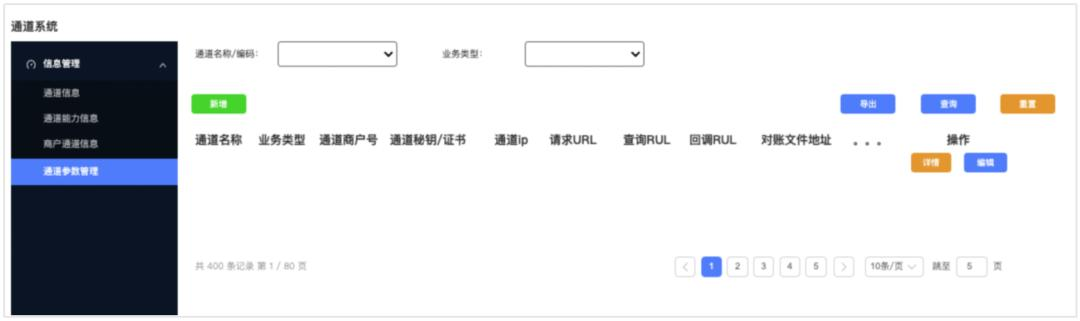 通道系统
信息管理
通道信息
通道能力信息
商户通道信息
通道参数管理
通道名称/编码: 业务类型:
新增 导出 查询 重置
通道名称 业务类型 通道商户号 通道秘钥/证书 通道ip 请求URL 查询RUL 回调RUL 对账文件地址 . . . 操作
详情 编辑
共 400 条记录 第 1 / 80 页 1 2 3 4 5 10条/页 跳至 5 页